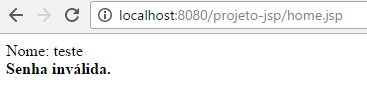 localhost:8080/projeto-jsp/home.jsp
Nome: teste
Senha inválida.